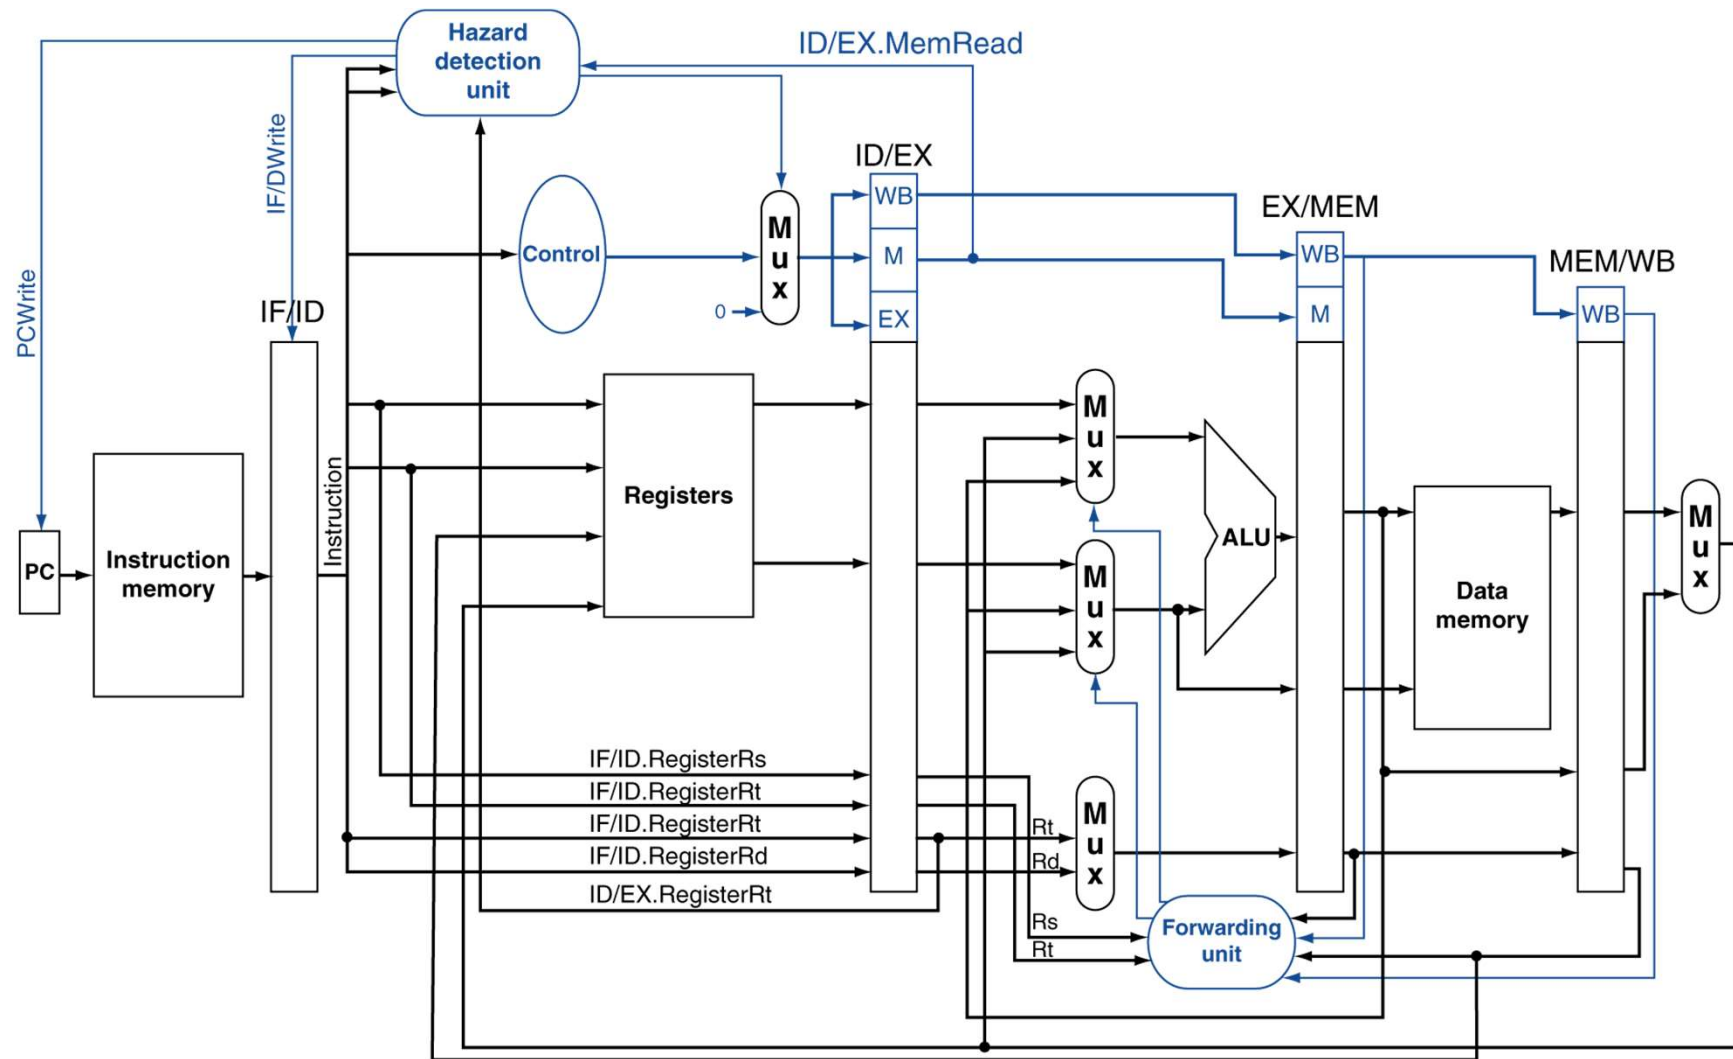 Hazard
detection
unit
ID/EX.MemRead
IF/DWrite
PCWrite
ID/EX
WB
M
EX
EX/MEM
WB
M
MEM/WB
WB
Control
M
u
x
0
IF/ID
Instruction
PC
Instruction
memory
Registers
M
u
x
M
u
x
ALU
Data
memory
M
u
x
IF/ID.RegisterRs
IF/ID.RegisterRt
IF/ID.RegisterRt
IF/ID.RegisterRd
ID/EX.RegisterRt
Rt
Rd
M
u
x
Rs
Rt
Forwarding
unit